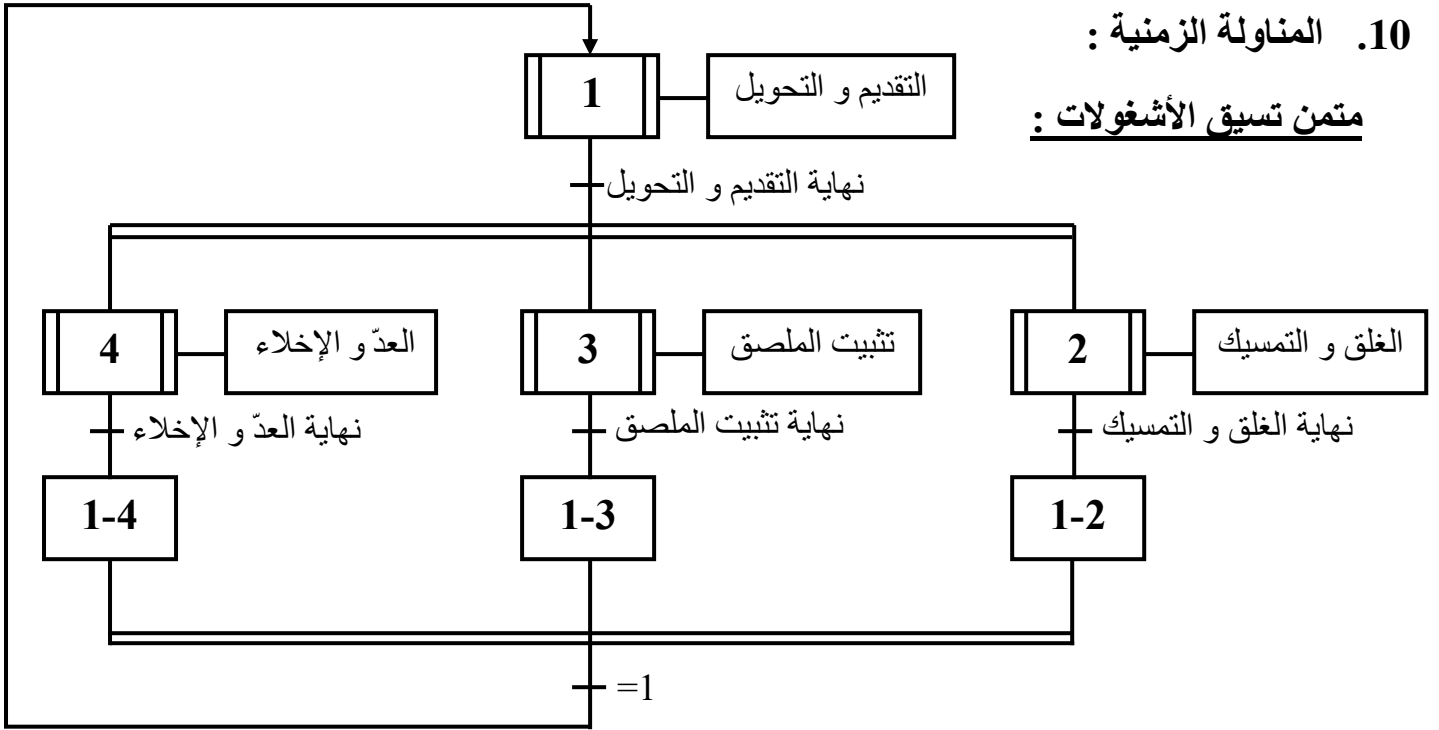 10. المناولة الزمنية :
متمن تسيق الأشغولات :
1
التقديم و التحويل
نهاية التقديم و التحويل
2
الغلق و التمسيك
3
تثبيت الملصق
4
العدّ و الإخلاء
نهاية الغلق و التمسيك
نهاية تثبيت الملصق
نهاية العدّ و الإخلاء
1-2
1-3
1-4
=1